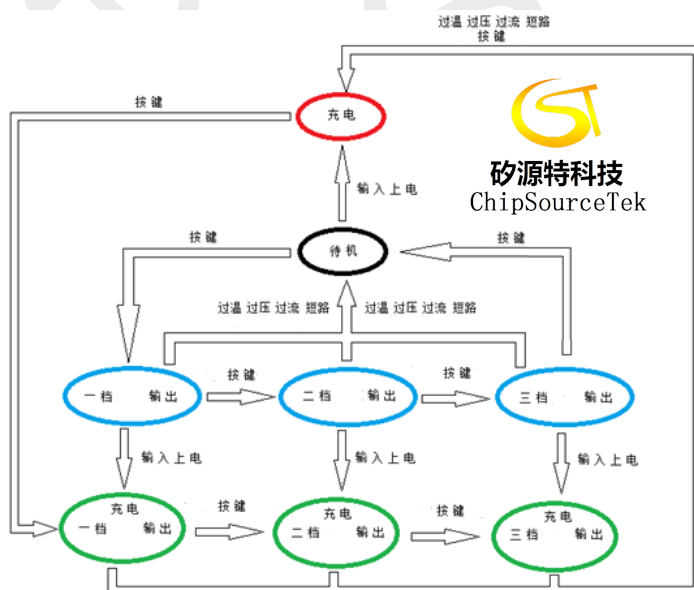 过温 过压 过流 短路
按键
按键
充电
矽源特科技
ChipSourceTek
输入上电
按键
待机
按键
过温 过压 过流 短路
过温 过压 过流 短路
一档 输出
按键
二档 输出
按键
三档 输出
输入上电
输入上电
输入上电
充电
一档 输出
按键
充电
二档 输出
按键
充电
三档 输出